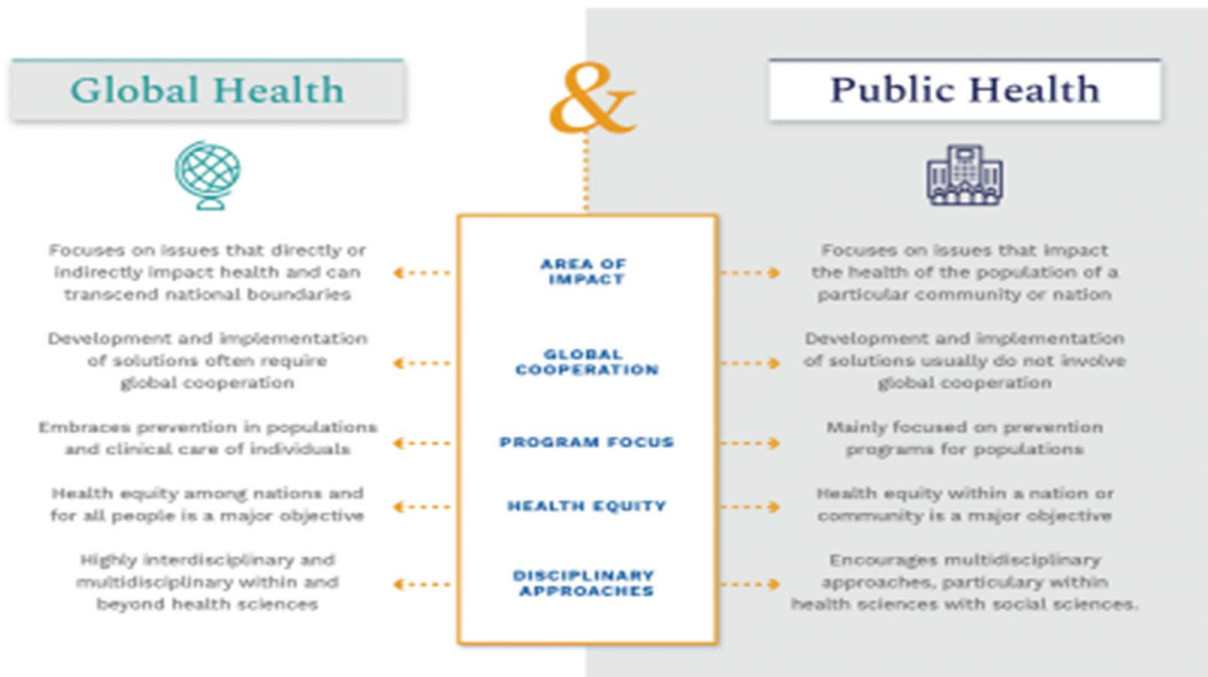 Global Health
&
Public Health
Focuses on issues that directly or
indirectly impact health and can
transcend national boundaries
AREA OF
IMPACT
Focuses on issues that impact
the health of the population of a
particular community or nation
Development and implementation
of solutions often require
global cooperation
GLOBAL
COOPERATION
Development and implementation
of solutions usually do not involve
global cooperation
Embraces prevention in populations
and clinical care of individuals
PROGRAM FOCUS
Mainly focused on prevention
programs for populations
Health equity among nations and
for all people is a major objective
HEALTH EQUITY
Health equity within a nation or
community is a major objective
Highly interdisciplinary and
multidisciplinary within and
beyond health sciences
DISCIPLINARY
APPROACHES
Encourages multidisciplinary
approaches, particulary within
health sciences with social sciences.